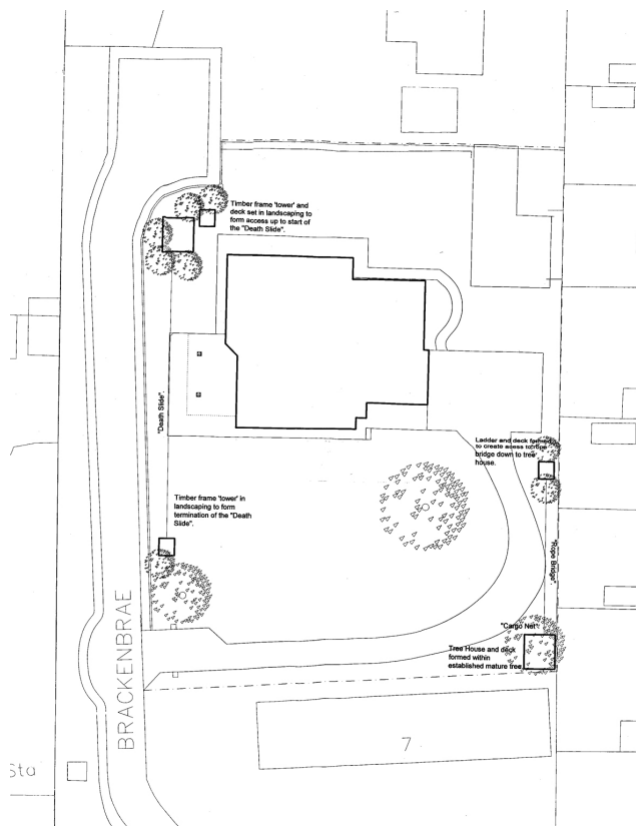 Timber frame 'tower' and
deck set in landscaping to
form access up to start of
the "Death Slide".
"Death Slide".
Ladder and deck formed
to create acess to rope
bridge down to tree
house.
Timber frame 'tower' in
landscaping to form
termination of the "Death
Slide".
"Rope Bridge".
BRACKENBRAE
"Cargo Net".
Tree House and deck
formed within
established mature tree.
7
Sta